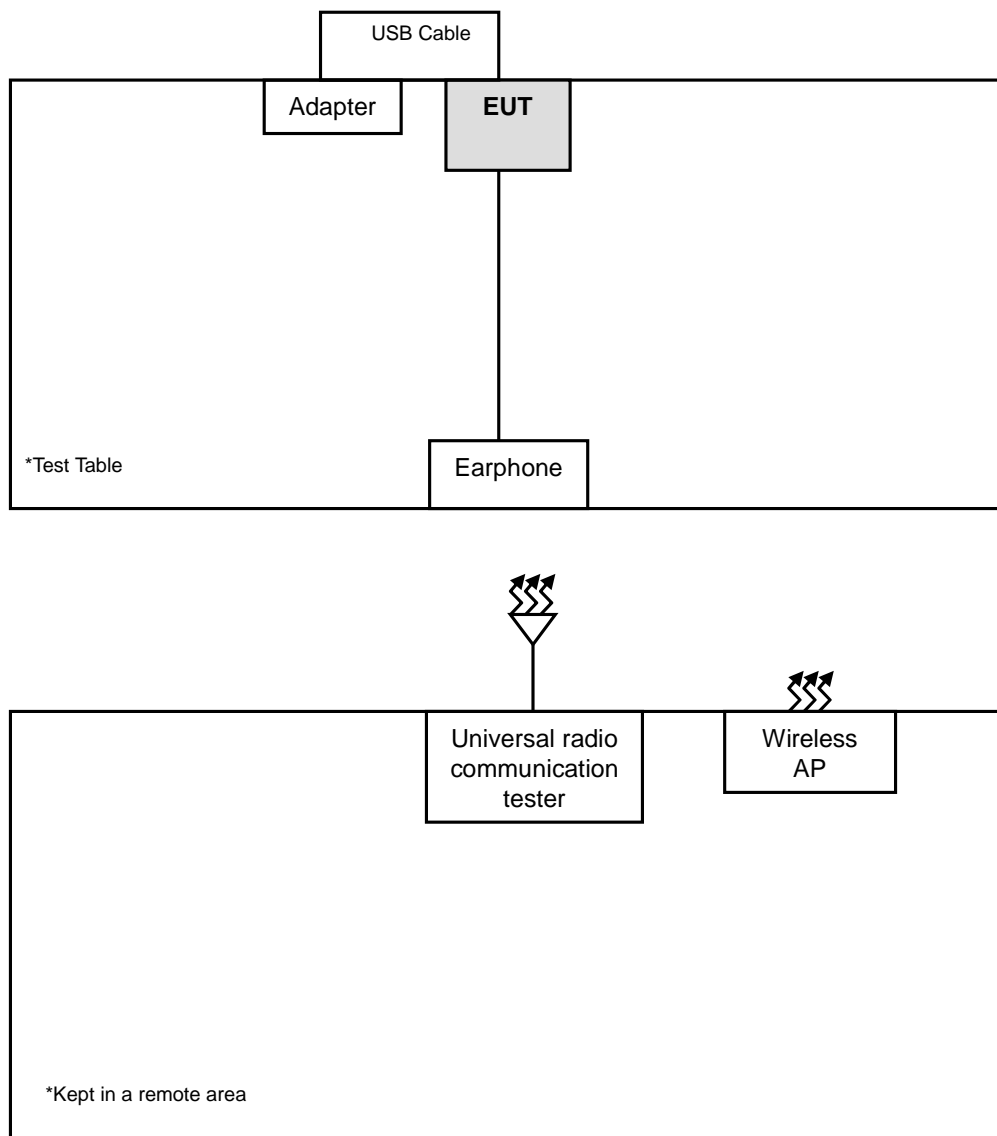 USB Cable
Adapter
EUT
*Test Table
Earphone
Universal radio
communication
tester
Wireless
AP
*Kept in a remote area